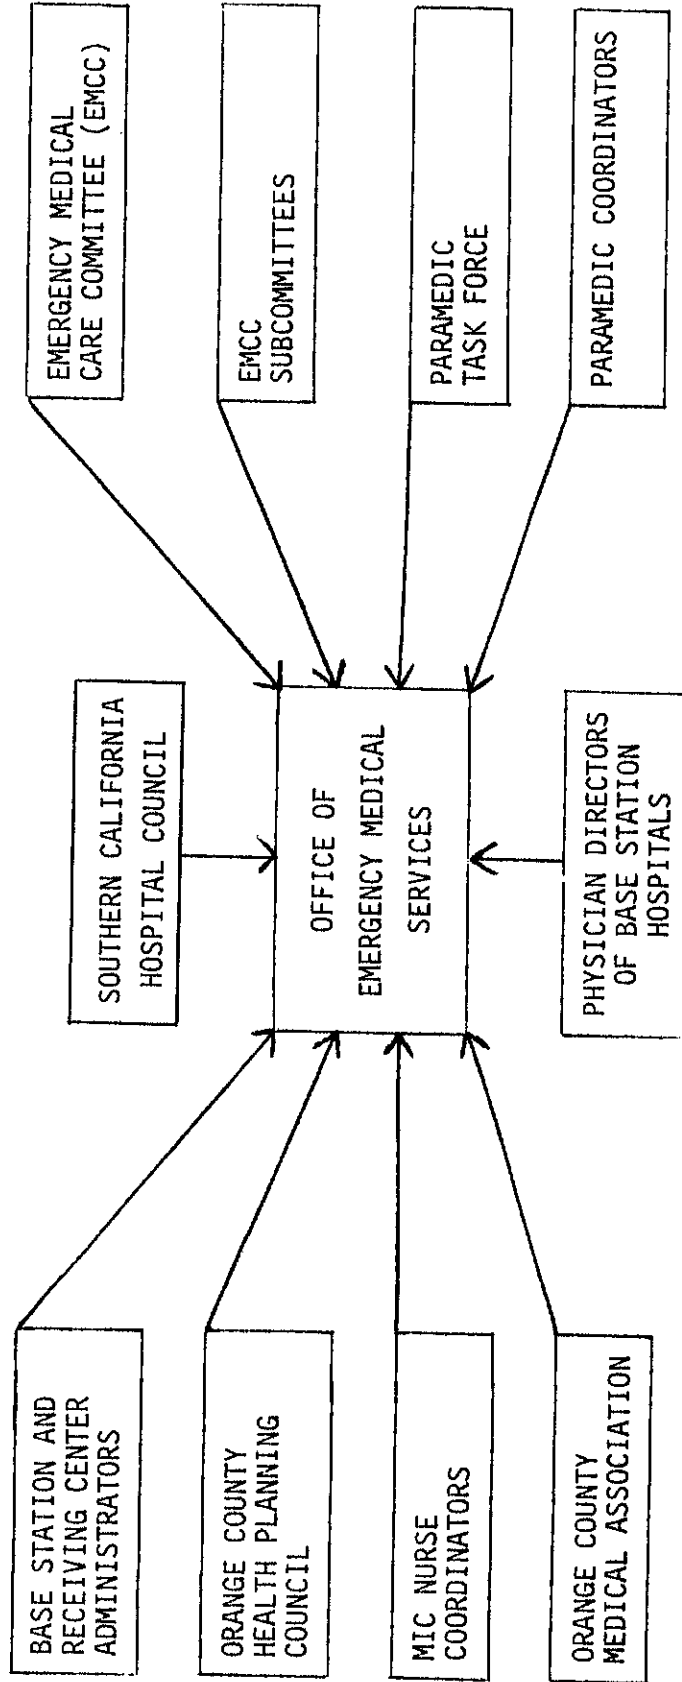 BASE STATION AND
RECEIVING CENTER
ADMINISTRATORS
ORANGE COUNTY
HEALTH PLANNING
COUNCIL
MIC NURSE
COORDINATORS
ORANGE COUNTY
MEDICAL ASSOCIATION
SOUTHERN CALIFORNIA
HOSPITAL COUNCIL
OFFICE OF
EMERGENCY MEDICAL
SERVICES
PHYSICIAN DIRECTORS
OF BASE STATION
HOSPITALS
EMERGENCY MEDICAL
CARE COMMITTEE (EMCC)
EMCC
SUBCOMMITTEES
PARAMEDIC
TASK FORCE
PARAMEDIC COORDINATORS